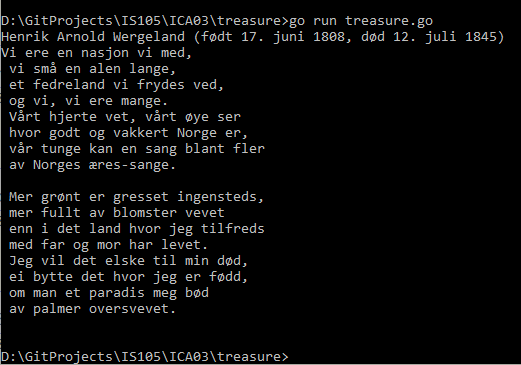 D:\GitProjects\IS105\ICA03\treasure>go run treasure.go
Henrik Arnold Wergeland (født 17. juni 1808, død 12. juli 1845)
Vi ere en nasjon vi med,
vi små en alen lange,
et fedreland vi frydes ved,
og vi, vi ere mange.
Vårt hjerte vet, vårt øye ser
hvor godt og vakkert Norge er,
vår tunge kan en sang blant fler
av Norges æres-sange.

Mer grønt er gresset ingensteds,
mer fullt av blomster vevet
enn i det land hvor jeg tilfreds
med far og mor har levet.
Jeg vil det elske til min død,
ei bytte det hvor jeg er fødd,
om man et paradis meg bød
av palmer oversvevet.

D:\GitProjects\IS105\ICA03\treasure>